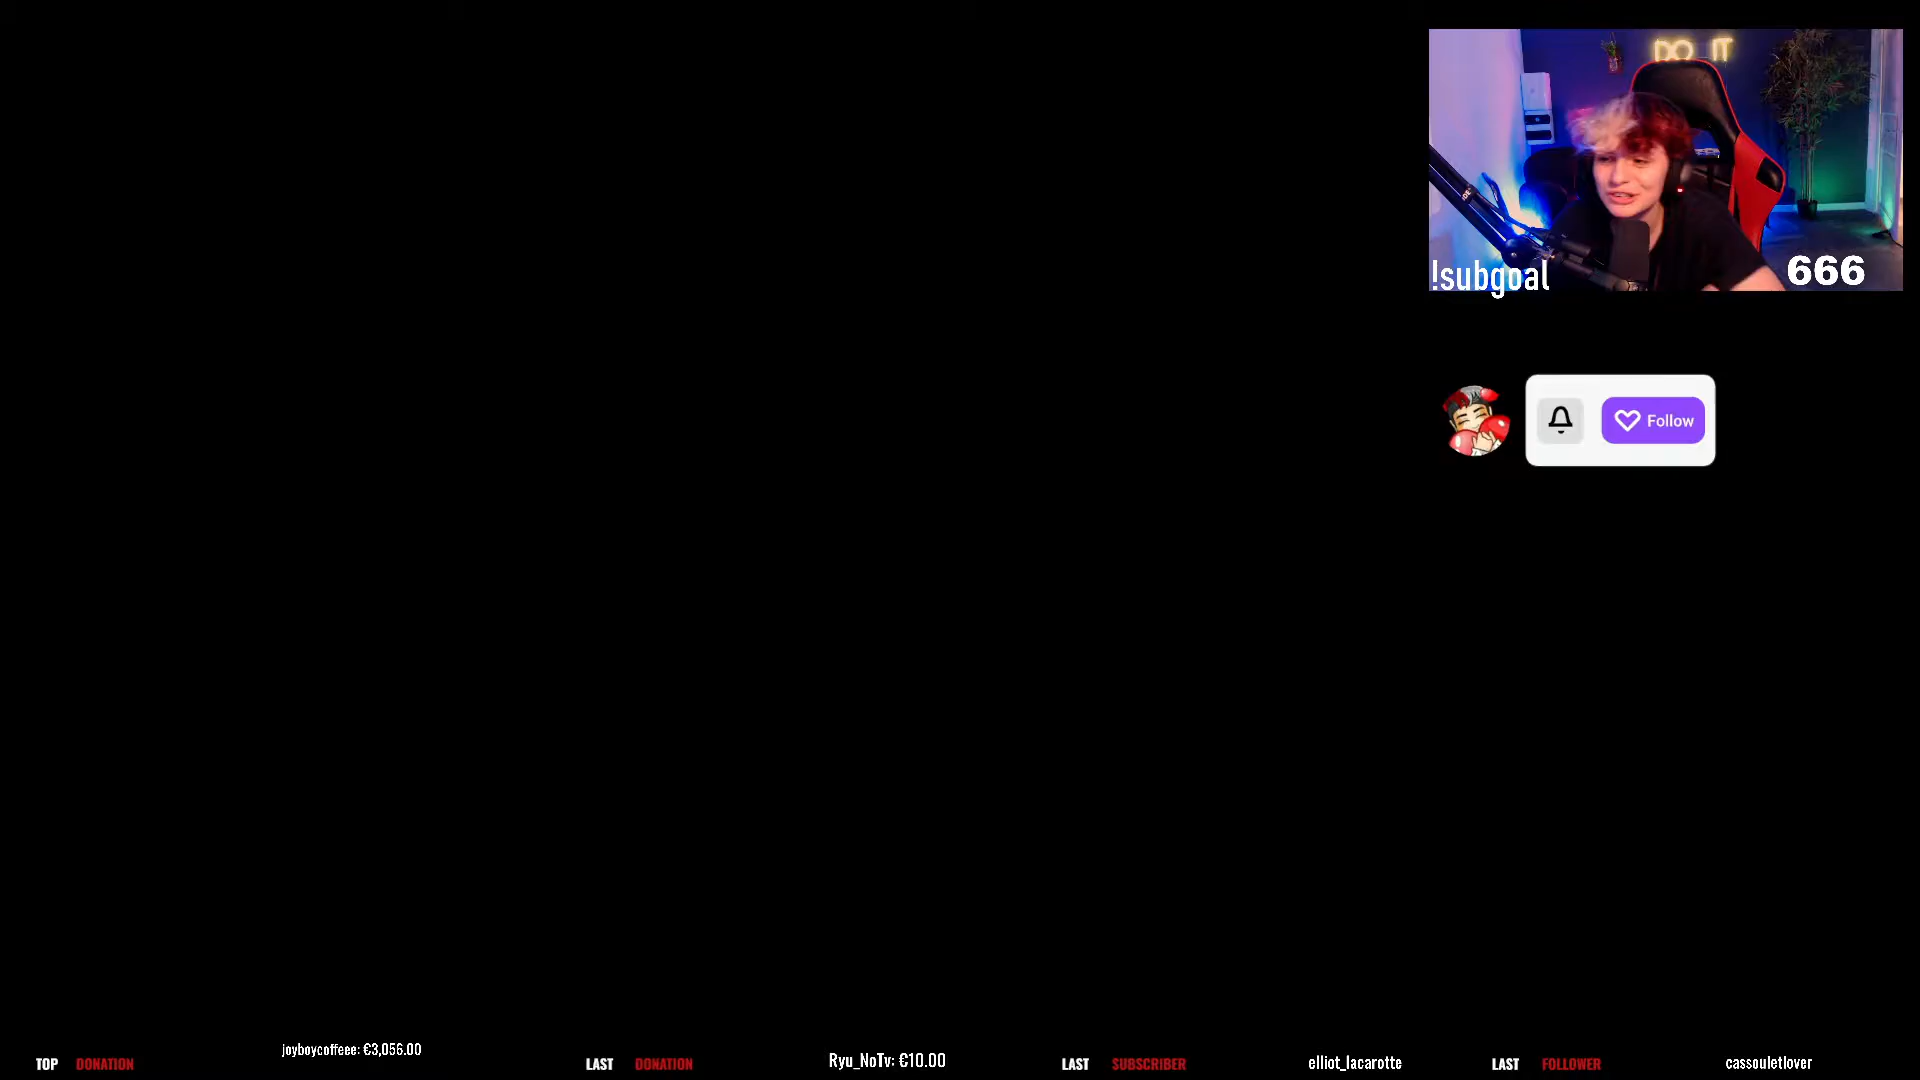 DO IT
!subgoal
666
Follow
TOP DONATION
joyboycoffeee: €3,056.00
LAST DONATION
Ryu_NoTv: €10.00
LAST SUBSCRIBER
elliot_lacarotte
LAST FOLLOWER
cassouletlover